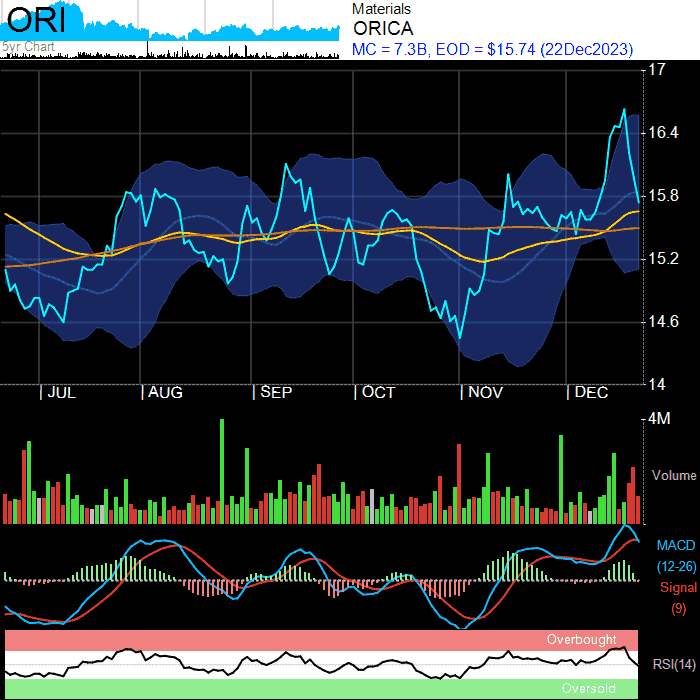 ORI
5yr Chart
Materials
ORICA
MC = 7.3B, EOD = $15.74 (22Dec2023)
17
16.4
15.8
15.2
14.6
14
JUL AUG SEP OCT NOV DEC
4M
Volume
MACD
(12-26)
Signal
(9)
Overbought
RSI(14)
Oversold